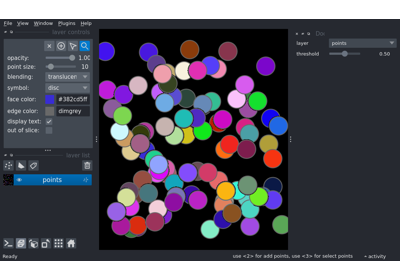 File View Window Plugins Help
layer controls
opacity: 1.00
point size: 10
blending: translucen
symbol: disc
face color: #382cd5ff
edge color: dimgrey
display text:
out of slice:
layer list
points
Do
layer points
threshold 0.50
Ready
use <2> for add points, use <3> for select points
activity